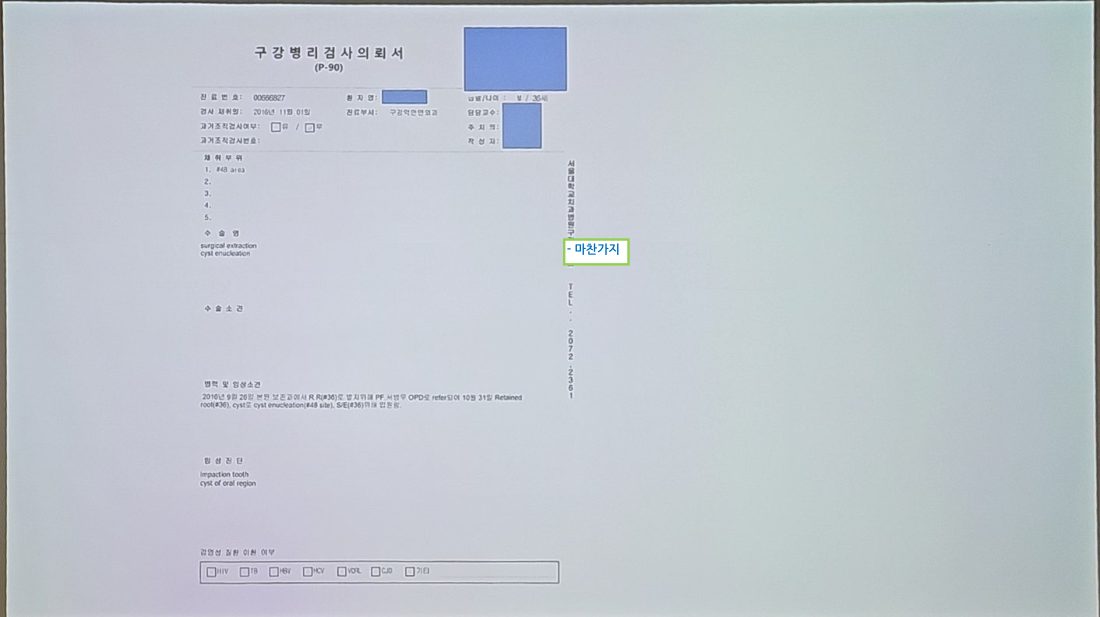 구강병리검사의뢰서
(P-90)
진료번호: 00666827 환자명: 성별/나이 : / 36세
검사 채취일: 2016년 11월 01일 진료부서: 구강악안면외과 담당교수:
과거조직검사여부: 유 / 무 주치의:
과거조직검사번호: 작성자:
채취부위
1. #48 area
2.
3.
4.
5.
수술명
surgical extraction
cyst enucleation
수술소견
병력 및 임상소견
2016년 9월 26일 본원 보존과에서 R.R(#36)로 발치위해 PF.서병무 OPD로 refer되어 10월 31일 Retained
root(#36), cyst로 cyst enucleation(#48 site), S/E(#36)위해 입원함.
임상진단
impaction tooth
cyst of oral region
감염성 질환 이환 여부
HIV TB HBV HCV VDRL CJD 기타
서울대학교치과병원구
TEL.: 2072-2361
- 마찬가지